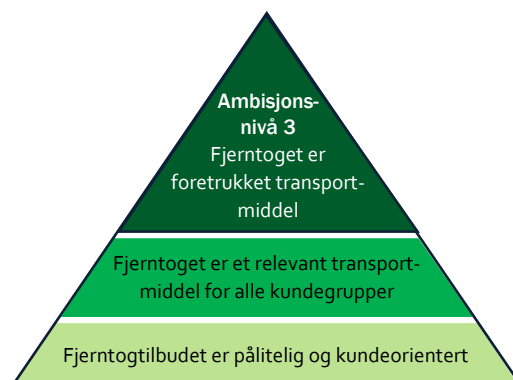 Ambisjons-
nivå 3
Fjerntoget er
foretrukket transport-
middel
Fjerntoget er et relevant transport-
middel for alle kundegrupper
Fjerntogtilbudet er pålitelig og kundeorientert